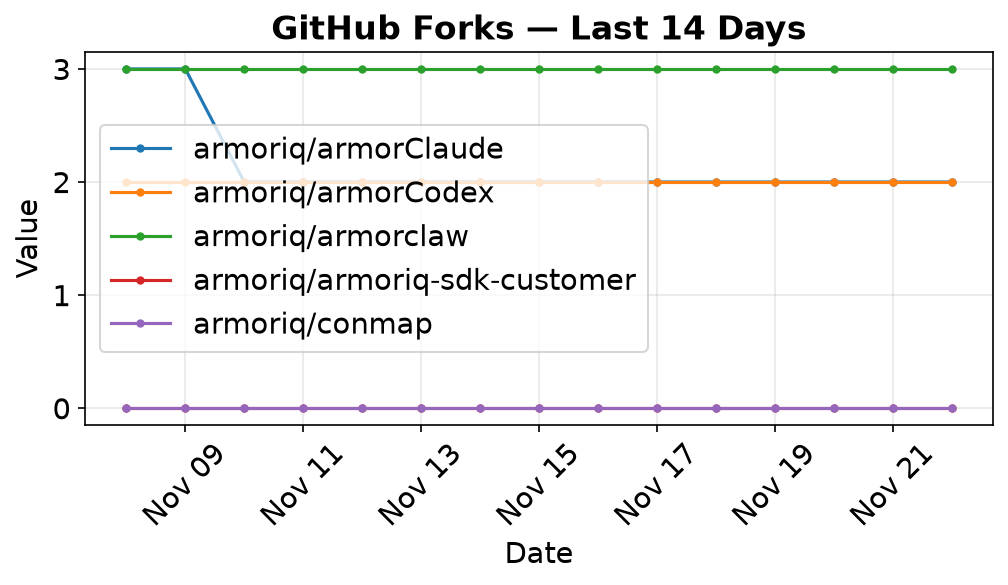 GitHub Forks — Last 14 Days
Value
3
2
1
0
armoriq/armorClaude
armoriq/armorCodex
armoriq/armorclaw
armoriq/armoriq-sdk-customer
armoriq/conmap
Nov 09
Nov 11
Nov 13
Nov 15
Nov 17
Nov 19
Nov 21
Date